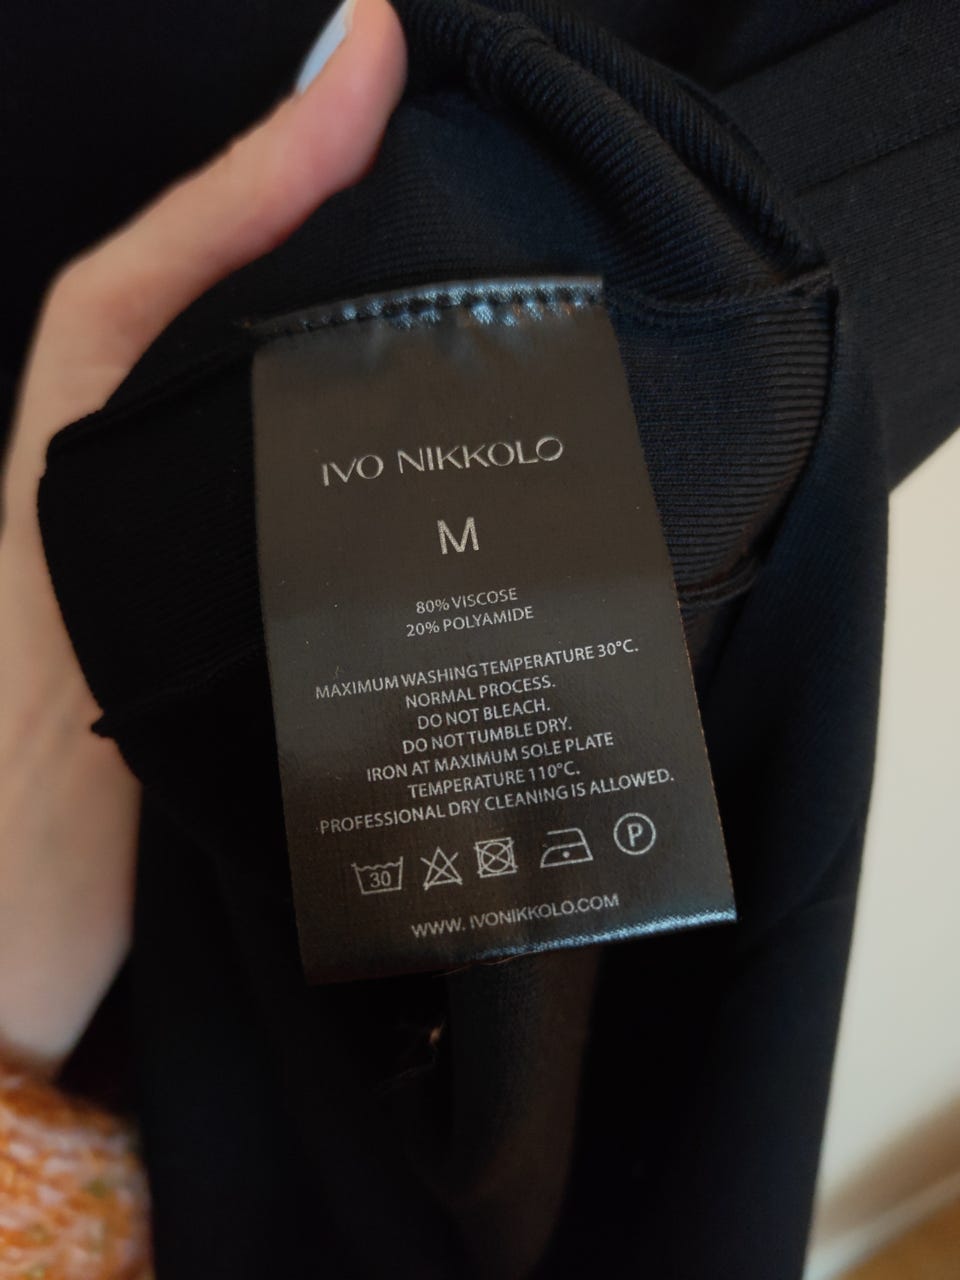 IVO NIKKOLO
M
80% VISCOSE
20% POLYAMIDE
MAXIMUM WASHING TEMPERATURE 30°C.
NORMAL PROCESS.
DO NOT BLEACH.
DO NOT TUMBLE DRY.
IRON AT MAXIMUM SOLE PLATE
TEMPERATURE 110°C.
PROFESSIONAL DRY CLEANING IS ALLOWED.
30 P
WWW. IVONIKKOLO.COM